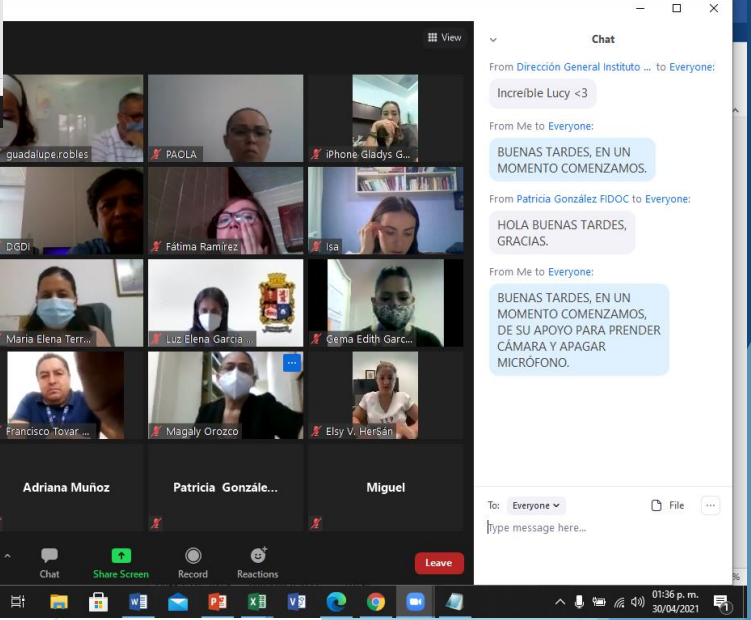 View
guadalupe.robles
PAOLA
iPhone Gladys G...
DGDI
Fátima Ramírez
Isa
Maria Elena Terr...
Luz Elena Garcia ...
Gema Edith Garc...
Francisco Tovar ...
Magaly Orozco
Elsy V. HerSán
Adriana Muñoz
Patricia Gonzále...
Miguel
Chat
Share Screen
Record
Reactions
Leave
Chat
From Dirección General Instituto ... to Everyone:
Increíble Lucy <3
From Me to Everyone:
BUENAS TARDES, EN UN
MOMENTO COMENZAMOS.
From Patricia González FIDOC to Everyone:
HOLA BUENAS TARDES,
GRACIAS.
From Me to Everyone:
BUENAS TARDES, EN UN
MOMENTO COMENZAMOS,
DE SU APOYO PARA PRENDER
CÁMARA Y APAGAR
MICRÓFONO.
To: Everyone
File
Type message here...
%
01:36 p. m.
30/04/2021
1